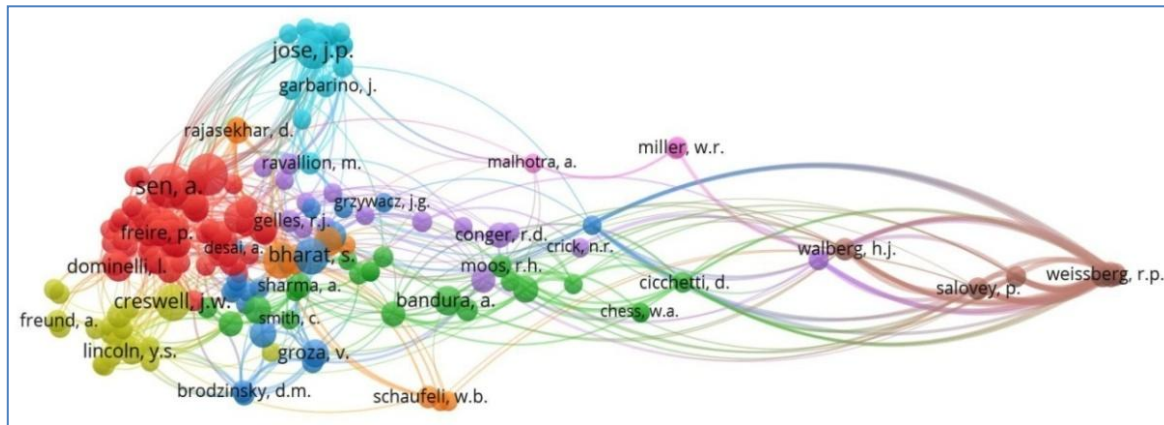 jose, j.p.
garbarino, j.
rajasekhar, d.
miller, w.r.
malhotra, a.
ravallion, m.
sen, a.
grzywacz, j.g.
gelles, r.j.
freire, p.
conger, r.d.
crick, n.r.
desai, a.
bharat, s.
walberg, h.j.
dominelli, l.
moos, r.h.
weissberg, r.p.
cicchetti, d.
sharma, a.
salovey, p.
creswell, j.w.
bandura, a.
chess, w.a.
freund, a.
smith, c.
lincoln, y.s.
groza, v.
brodzinsky, d.m.
schaufeli, w.b.